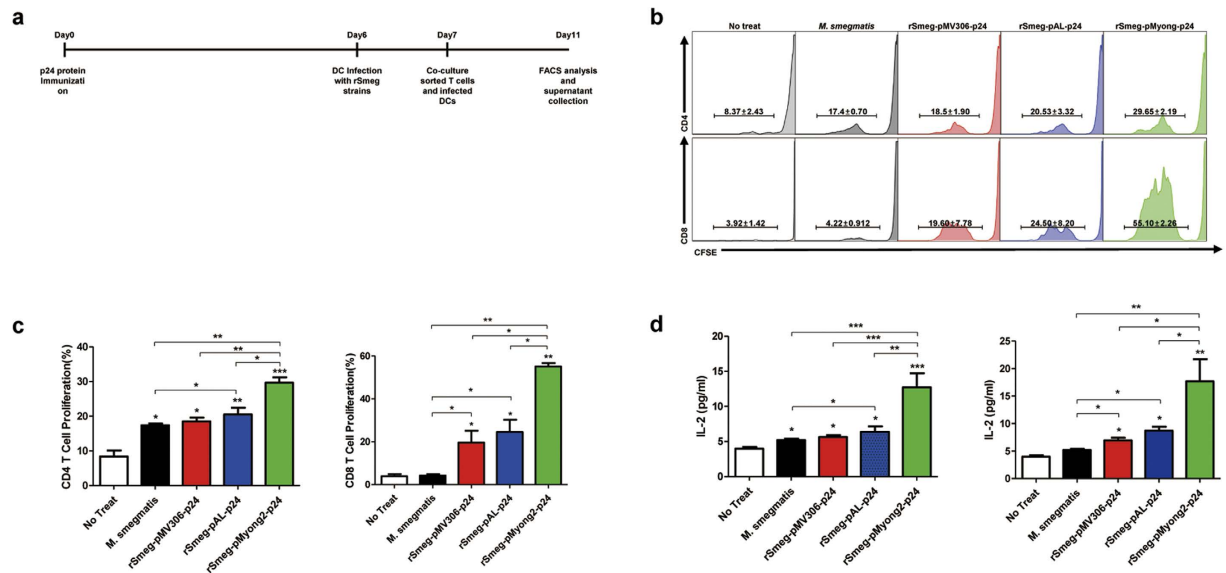 a
Day0
Day6
Day7
Day11
p24 protein
Immunizati
on
DC Infection
with rSmeg
strains
Co-culture
sorted T cells
and infected
DCs
FACS analysis
and
supernatant
collection
b
No treat
M. smegmatis
rSmeg-pMV306-p24
rSmeg-pAL-p24
rSmeg-pMyong-p24
CD4
8.37±2.43
17.4±0.70
18.5±1.90
20.53±3.32
29.65±2.19
CD8
3.92±1.42
4.22±0.912
19.60±7.78
24.50±8.20
55.10±2.26
CFSE
c
CD4 T Cell Proliferation(%)
40
30
20
10
0
*
*
**
***
*
*
**
**
No Treat
M. smegmatis
rSmeg-pMV306-p24
rSmeg-pAL-p24
rSmeg-pMyong2-p24
CD8 T Cell Proliferation(%)
60
40
20
0
*
*
**
*
*
*
*
**
No Treat
M. smegmatis
rSmeg-pMV306-p24
rSmeg-pAL-p24
rSmeg-pMyong2-p24
d
IL-2 (pg/ml)
20
15
10
5
0
*
*
*
***
*
**
***
***
No Treat
M. smegmatis
rSmeg-pMV306-p24
rSmeg-pAL-p24
rSmeg-pMyong2-p24
IL-2 (pg/ml)
25
20
15
10
5
0
*
*
**
*
*
*
*
**
No Treat
M. smegmatis
rSmeg-pMV306-p24
rSmeg-pAL-p24
rSmeg-pMyong2-p24